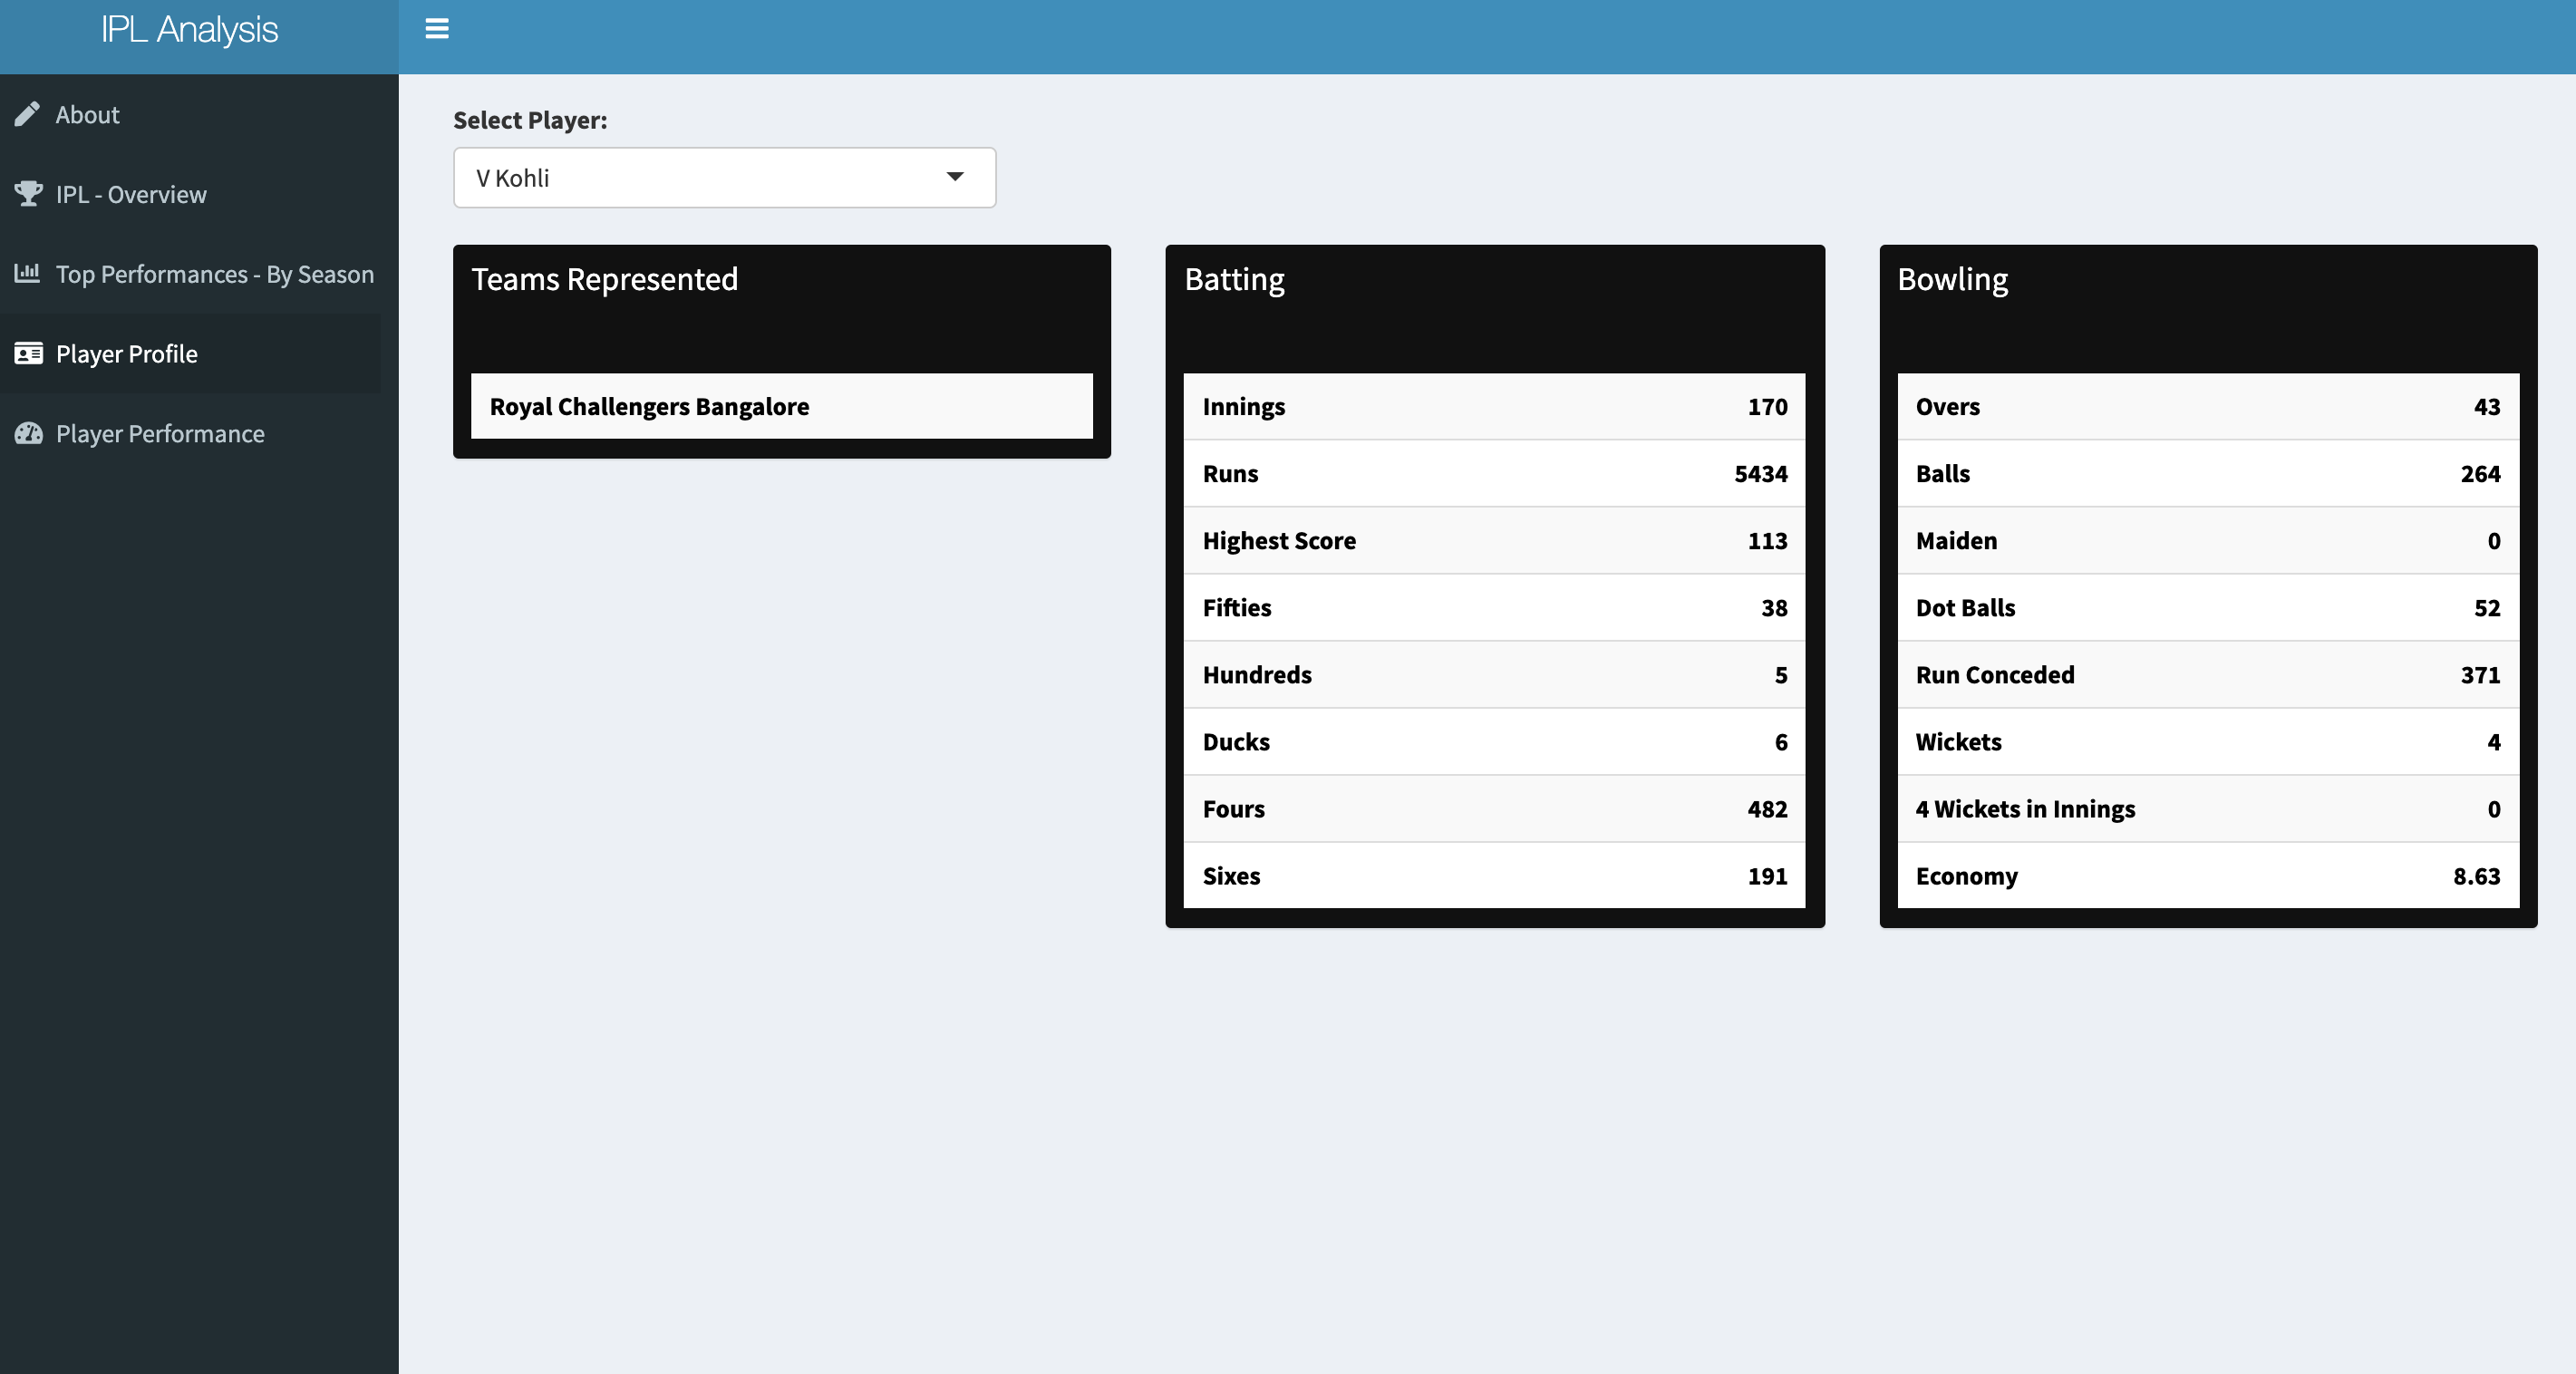 IPL Analysis
About
IPL - Overview
Top Performances - By Season
Player Profile
Player Performance
Select Player:
V Kohli
Teams Represented
Royal Challengers Bangalore
Batting
Innings 170
Runs 5434
Highest Score 113
Fifties 38
Hundreds 5
Ducks 6
Fours 482
Sixes 191
Bowling
Overs 43
Balls 264
Maiden 0
Dot Balls 52
Run Conceded 371
Wickets 4
4 Wickets in Innings 0
Economy 8.63